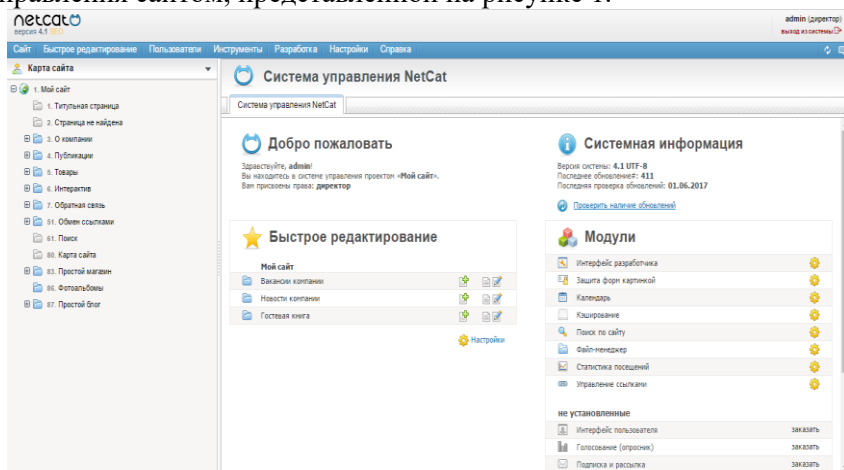 правления сайтом, представленной на рисунке 1.
netcat
версия 4.1 SEO
admin (директор)
выход из системы
Сайт Быстрое редактирование Пользователи Инструменты Разработка Настройки Справка
Карта сайта
1. Мой сайт
1. Титульная страница
2. Страница не найдена
3. О компании
4. Публикации
5. Товары
6. Интерактив
7. Обратная связь
51. Обмен ссылками
61. Поиск
80. Карта сайта
83. Простой магазин
86. Фотоальбомы
87. Простой блог
Система управления NetCat
Система управления NetCat
Добро пожаловать
Здравствуйте, admin!
Вы находитесь в системе управления проектом «Мой сайт».
Вам присвоены права: директор
Быстрое редактирование
Мой сайт
Вакансии компании
Новости компании
Гостевая книга
Настройки
Системная информация
Версия системы: 4.1 UTF-8
Последнее обновление#: 411
Последняя проверка обновлений: 01.06.2017
Проверить наличие обновлений
Модули
Интерфейс разработчика
Защита форм картинкой
Календарь
Кэширование
Поиск по сайту
Файл-менеджер
Статистика посещений
Управление ссылками
не установленные
Интерфейс пользователя заказать
Голосование (опросник) заказать
Подписка и рассылка заказать